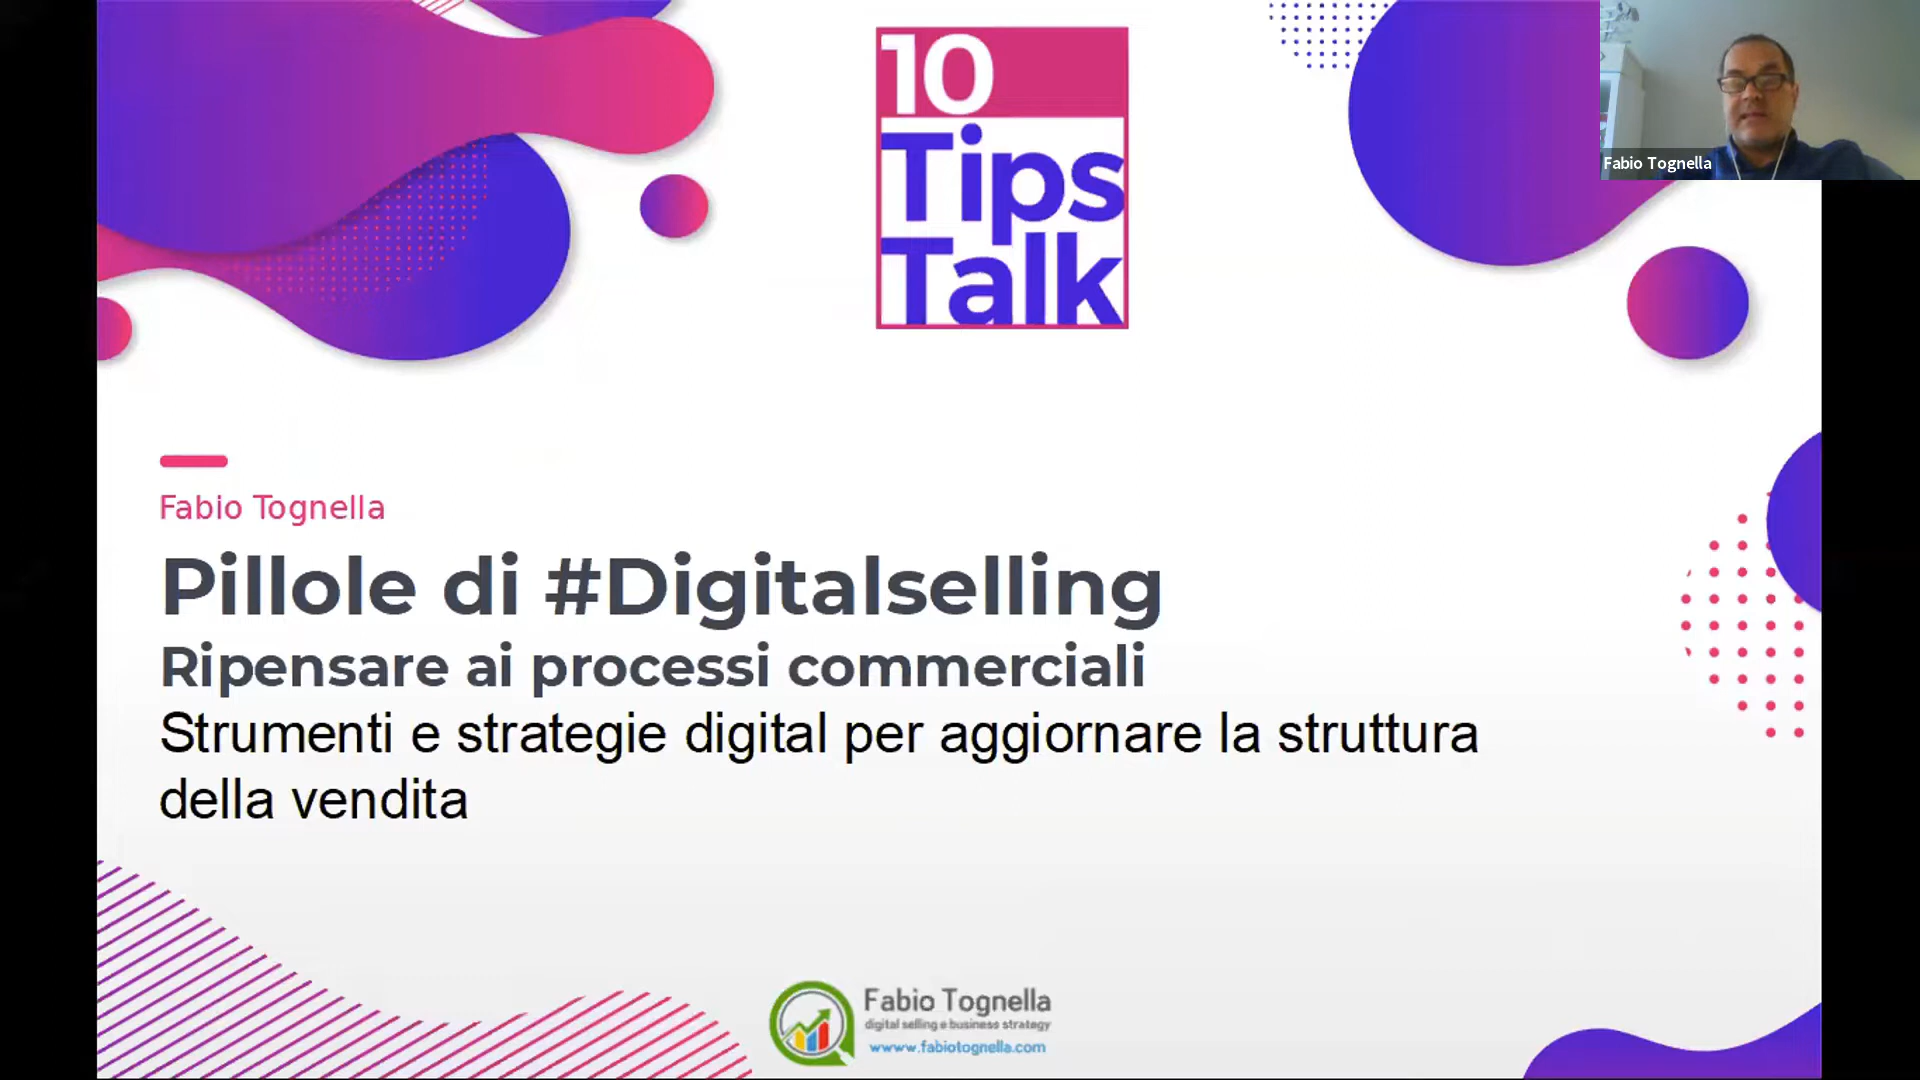 10
Tips
Talk
Fabio Tognella
Fabio Tognella
Pillole di #Digitalselling
Ripensare ai processi commerciali
Strumenti e strategie digital per aggiornare la struttura
della vendita
Fabio Tognella
digital selling e business strategy
www.fabiotognella.com